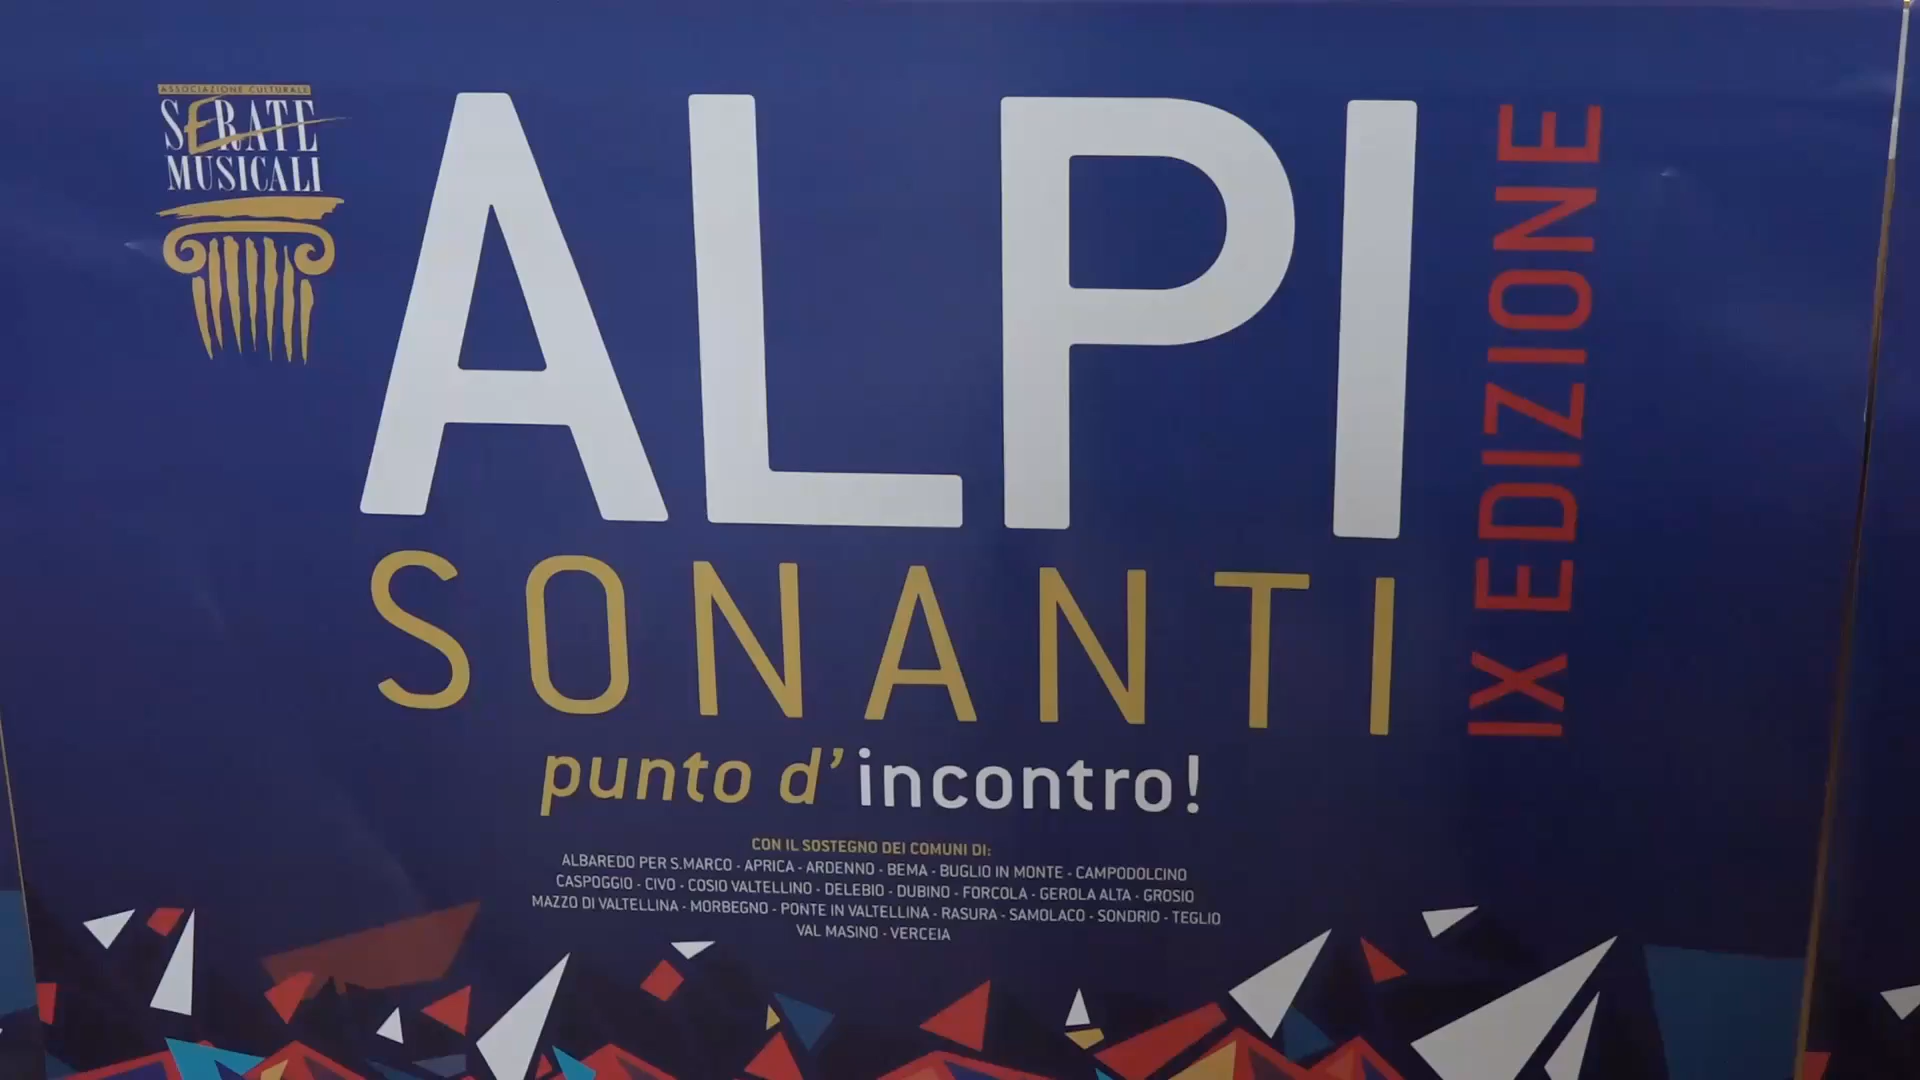 ASSOCIAZIONE CULTURALE
SERATE
MUSICALI
ALPI
SONANTI
IX EDIZIONE
punto d'incontro!
CON IL SOSTEGNO DEI COMUNI DI:
ALBAREDO PER S.MARCO - APRICA - ARDENNO - BEMA - BUGLIO IN MONTE - CAMPODOLCINO
CASPOGGIO - CIVO - COSIO VALTELLINO - DELEBIO - DUBINO - FORCOLA - GEROLA ALTA - GROSIO
MAZZO DI VALTELLINA - MORBEGNO - PONTE IN VALTELLINA - RASURA - SAMOLACO - SONDRIO - TEGLIO
VAL MASINO - VERCEIA